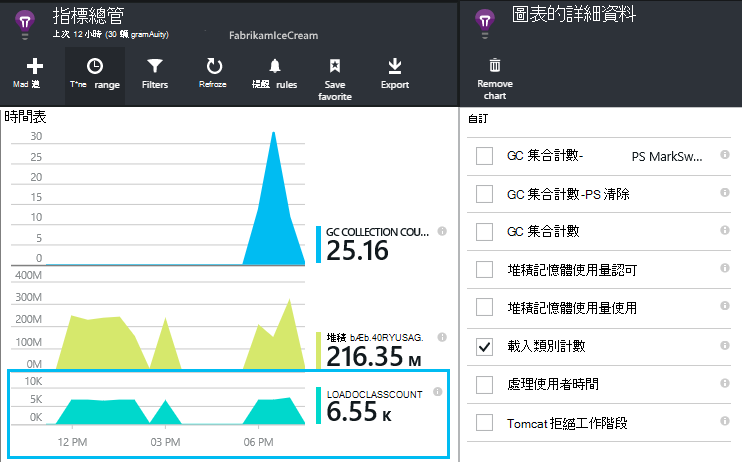 指標總管
上次 12 小時 (30 個 gramAuity)
FabrikamIceCream
Mad 適
T*ne range
Filters
Refroze
提醒 rules
Save favorite
Export
時間表
30
25
20
15
10
5
0
GC COLLECTION COU...
25.16
400M
300M
200M
100M
0M
堆積 bÆb.40RYUSAG.
216.35 M
10K
5K
0K
LOADOCLASSCOUNT
6.55 K
12 PM
03 PM
06 PM
圖表的詳細資料
Remove chart
自訂
GC 集合計數- PS MarkSw...
GC 集合計數-PS 清除
GC 集合計數
堆積記憶體使用量認可
堆積記憶體使用量使用
載入類別計數
處理使用者時間
Tomcat 拒絕工作階段